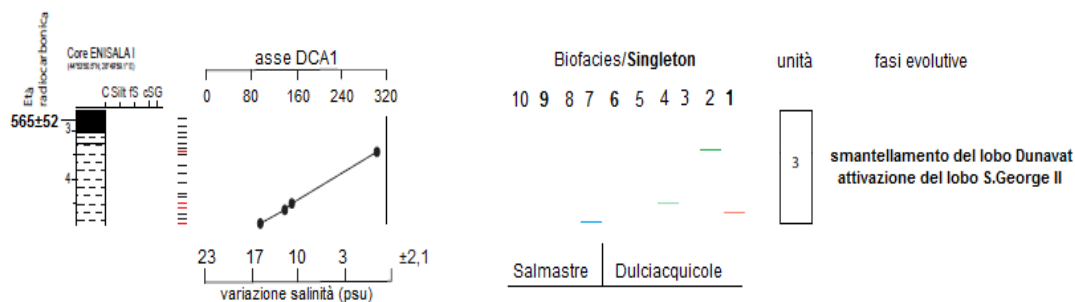 Età
radiocarbonica
Core ENISALA I
C Silt fS cSG
565±52
3
4
asse DCA1
0 80 160 240 320
23 17 10 3 ±2,1
variazione salinità (psu)
Biofacies/Singleton
10 9 8 7 6 5 4 3 2 1
Salmastre Dulciacquicole
unità
3
fasi evolutive
smantellamento del lobo Dunavat
attivazione del lobo S.George II